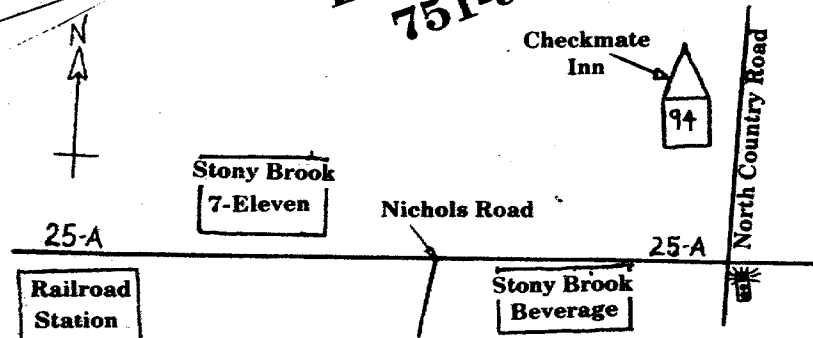 N
751-
Checkmate
Inn
94
North Country Road
Stony Brook
7-Eleven
Nichols Road
25-A
25-A
Railroad
Station
Stony Brook
Beverage